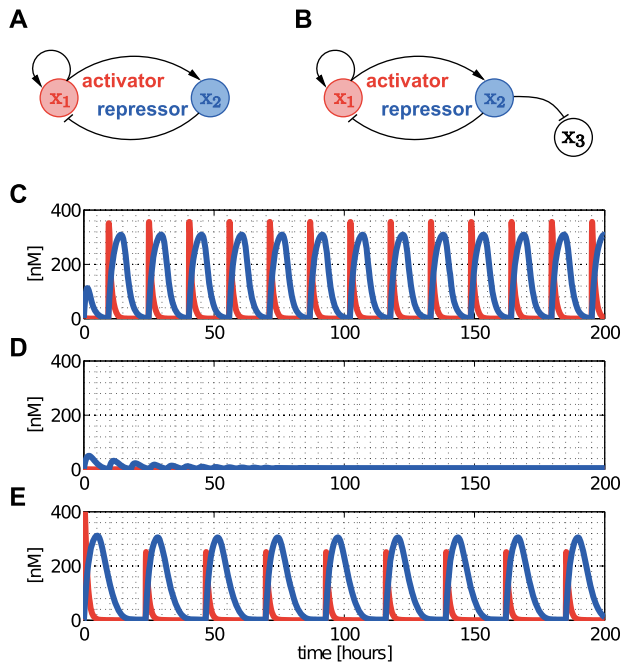 A
B
x1
activator
repressor
x2
x1
activator
repressor
x2
x3
C
400
200
0
[nM]
0
50
100
150
200
D
400
200
0
[nM]
0
50
100
150
200
E
400
200
0
[nM]
0
50
100
150
200
time [hours]